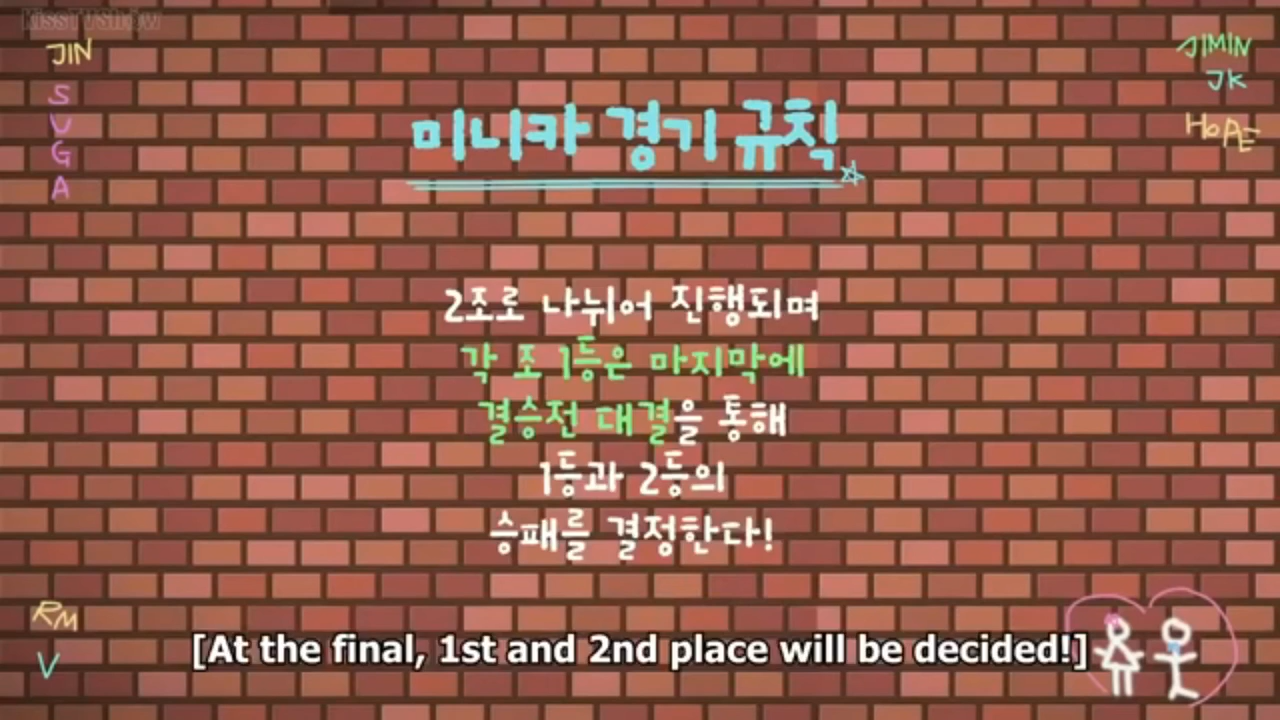 KissTVShow
JIN
SUGA
JIMIN
JK
HOPE
미니카 경기 규칙
2조로 나뉘어 진행되며
각 조 1등은 마지막에
결승전 대결을 통해
1등과 2등의
승패를 결정한다!
RM
V
[At the final, 1st and 2nd place will be decided!]